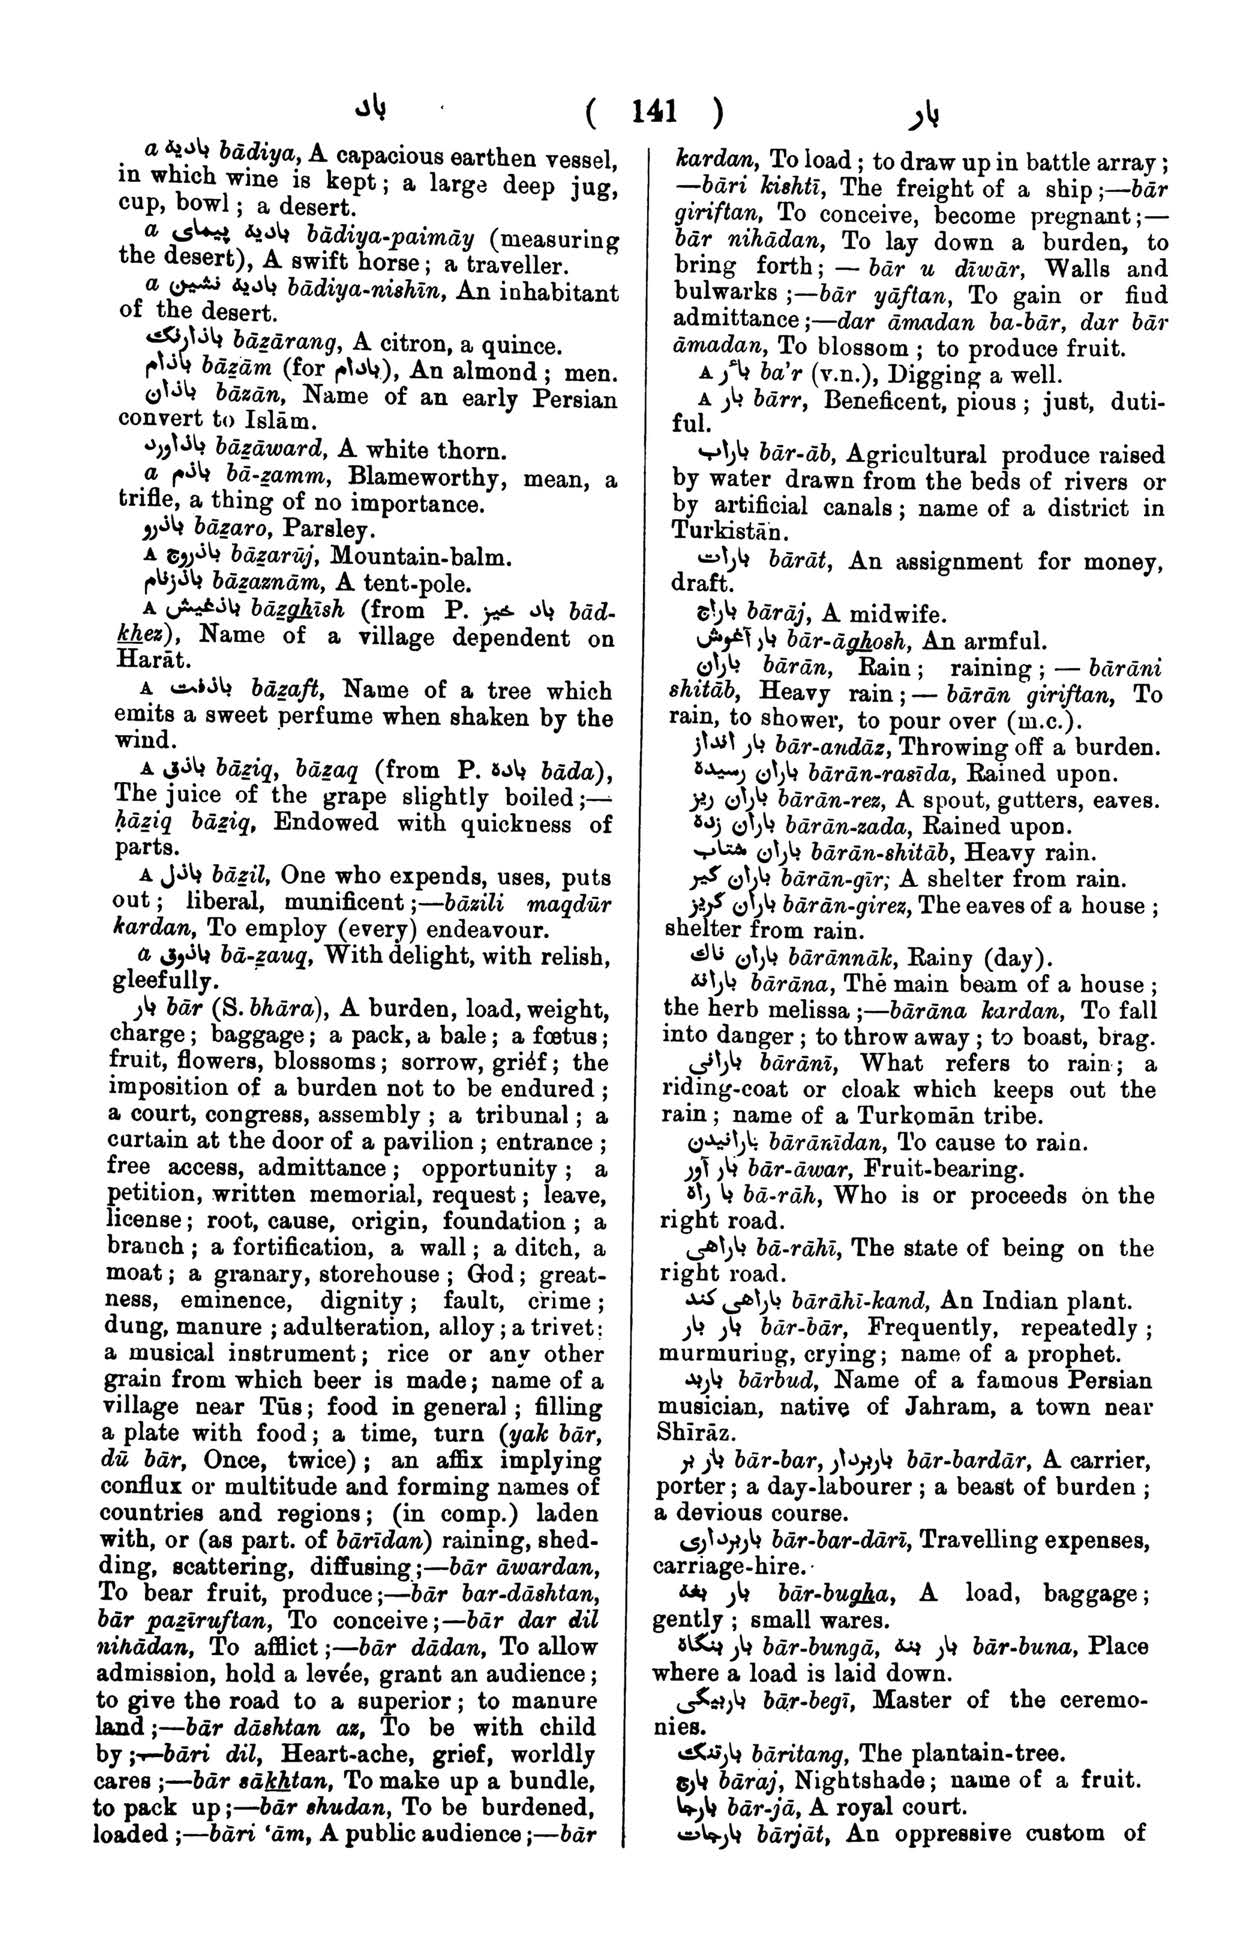 باد ( 141 ) بار
a بادیه bādiya, A capacious earthen vessel,
in which wine is kept ; a large deep jug,
cup, bowl ; a desert.
a بادیه پیمای bādiya-paimāy (measuring
the desert), A swift horse ; a traveller.
a بادیه نشین bādiya-nishīn, An inhabitant
of the desert.
باذارنگ bāẕārang, A citron, a quince.
باذام bāẕām (for بادام), An almond ; men.
باذان bāzān, Name of an early Persian
convert to Islām.
باذاورد bāẕāward, A white thorn.
a باذم bā-ẕamm, Blameworthy, mean, a
trifle, a thing of no importance.
باذرو bāẕaro, Parsley.
A باذروج bāẕarūj, Mountain-balm.
باذزنام bāẕaznām, A tent-pole.
A باذغیش bāẕghīsh (from P. باد خیز bād-
khez), Name of a village dependent on
Harāt.
A باذفت bāẕaft, Name of a tree which
emits a sweet perfume when shaken by the
wind.
A باذق bāẕiq, bāẕaq (from P. باده bāda),
The juice of the grape slightly boiled ;—
ḥāẕiq bāẕiq, Endowed with quickness of
parts.
A باذل bāẕil, One who expends, uses, puts
out ; liberal, munificent ;—bāẕili maqdūr
kardan, To employ (every) endeavour.
a باذوق bā-ẕauq, With delight, with relish,
gleefully.
بار bār (S. bhāra), A burden, load, weight,
charge ; baggage ; a pack, a bale ; a fœtus ;
fruit, flowers, blossoms ; sorrow, grief ; the
imposition of a burden not to be endured ;
a court, congress, assembly ; a tribunal ; a
curtain at the door of a pavilion ; entrance ;
free access, admittance ; opportunity ; a
petition, written memorial, request ; leave,
license ; root, cause, origin, foundation ; a
branch ; a fortification, a wall ; a ditch, a
moat ; a granary, storehouse ; God ; great-
ness, eminence, dignity ; fault, crime ;
dung, manure ; adulteration, alloy ; a trivet ;
a musical instrument ; rice or any other
grain from which beer is made ; name of a
village near Tūs ; food in general ; filling
a plate with food ; a time, turn (yak bār,
dū bār, Once, twice) ; an affix implying
conflux or multitude and forming names of
countries and regions ; (in comp.) laden
with, or (as part. of bārīdan) raining, shed-
ding, scattering, diffusing ;—bār āwardan,
To bear fruit, produce ;—bār bar-dāshtan,
bār paẕīruftan, To conceive ;—bār dar dil
nihādan, To afflict ;—bār dādan, To allow
admission, hold a levée, grant an audience ;
to give the road to a superior ; to manure
land ;—bār dāshtan az, To be with child
by ;—bāri dil, Heart-ache, grief, worldly
cares ;—bār sākhtan, To make up a bundle,
to pack up ;—bār shudan, To be burdened,
loaded ;—bāri ‘ām, A public audience ;—bār
kardan, To load ; to draw up in battle array ;
—bāri kishtī, The freight of a ship ;—bār
giriftan, To conceive, become pregnant ;—
bār nihādan, To lay down a burden, to
bring forth ; — bār u dīwār, Walls and
bulwarks ;—bār yāftan, To gain or find
admittance ;—dar āmadan ba-bār, dar bār
āmadan, To blossom ; to produce fruit.
A بأر ba’r (v.n.), Digging a well.
A بار bārr, Beneficent, pious ; just, duti-
ful.
باراب bār-āb, Agricultural produce raised
by water drawn from the beds of rivers or
by artificial canals ; name of a district in
Turkistān.
بارات bārāt, An assignment for money,
draft.
باراج bārāj, A midwife.
بار آغوش bār-āghosh, An armful.
باران bārān, Rain ; raining ; — bārāni
shitāb, Heavy rain ; — bārān giriftan, To
rain, to shower, to pour over (m.c.).
بار انداز bār-andāz, Throwing off a burden.
باران رسیده bārān-rasīda, Rained upon.
باران ریز bārān-rez, A spout, gutters, eaves.
باران زده bārān-zada, Rained upon.
باران شتاب bārān-shitāb, Heavy rain.
باران گیر bārān-gīr, A shelter from rain.
باران گریز bārān-girez, The eaves of a house ;
shelter from rain.
باران ناك bārānnāk, Rainy (day).
بارانه bārāna, The main beam of a house ;
the herb melissa ;—bārāna kardan, To fall
into danger ; to throw away ; to boast, brag.
بارانی bārānī, What refers to rain ; a
riding-coat or cloak which keeps out the
rain ; name of a Turkomān tribe.
بارانیدن bārānīdan, To cause to rain.
بار آور bār-āwar, Fruit-bearing.
با راه bā-rāh, Who is or proceeds on the
right road.
باراهی bā-rāhī, The state of being on the
right road.
باراهی کند bārāhī-kand, An Indian plant.
بار بار bār-bār, Frequently, repeatedly ;
murmuring, crying ; name of a prophet.
باربد bārbud, Name of a famous Persian
musician, native of Jahram, a town near
Shīrāz.
بار بر bār-bar, باربردار bār-bardār, A carrier,
porter ; a day-labourer ; a beast of burden ;
a devious course.
باربرداری bār-bar-dārī, Travelling expenses,
carriage-hire.
بار بغه bār-bugha, A load, baggage ;
gently ; small wares.
بار بنگاه bār-bungā, بار بنه bār-buna, Place
where a load is laid down.
باربیگی bār-begī, Master of the ceremo-
nies.
بارتنگ bāritang, The plantain-tree.
بارج bāraj, Nightshade ; name of a fruit.
بارجا bār-jā, A royal court.
بارجات bārjāt, An oppressive custom of